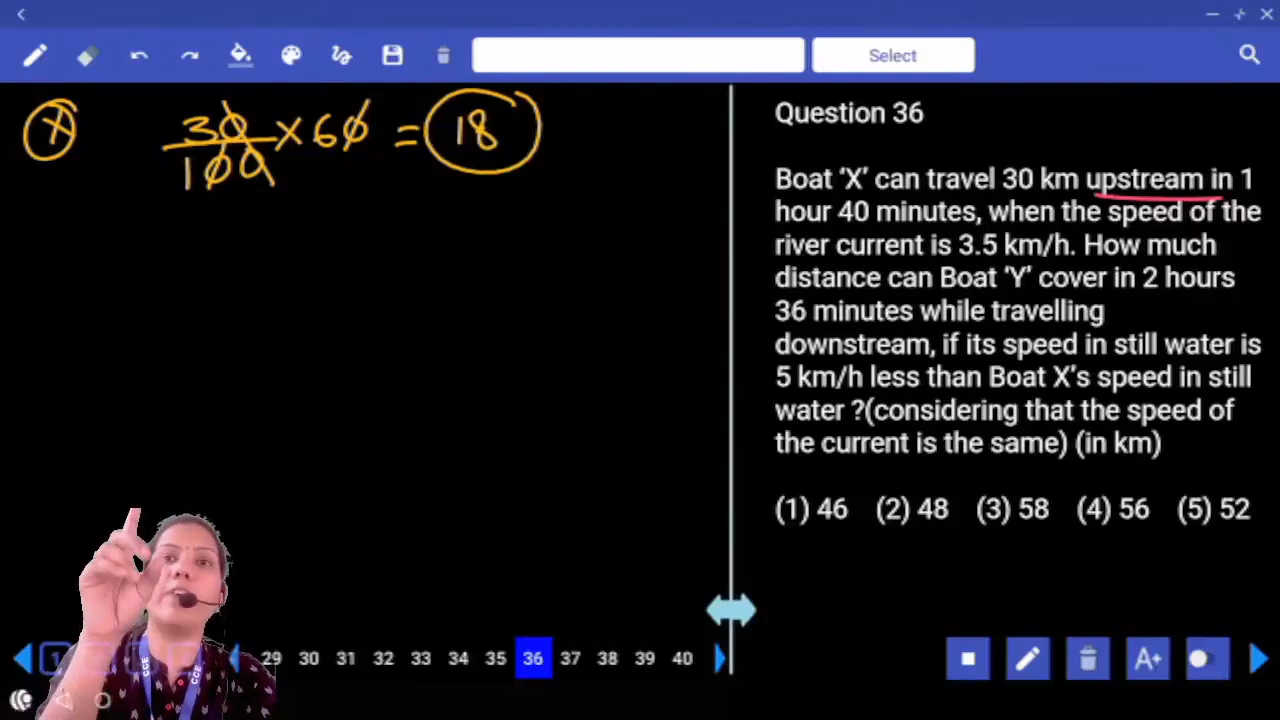 Select
X 30/100 × 60 = 18
Question 36
Boat ‘X’ can travel 30 km upstream in 1
hour 40 minutes, when the speed of the
river current is 3.5 km/h. How much
distance can Boat ‘Y’ cover in 2 hours
36 minutes while travelling
downstream, if its speed in still water is
5 km/h less than Boat X’s speed in still
water ?(considering that the speed of
the current is the same) (in km)
(1) 46 (2) 48 (3) 58 (4) 56 (5) 52
29 30 31 32 33 34 35 36 37 38 39 40
A+
CCE